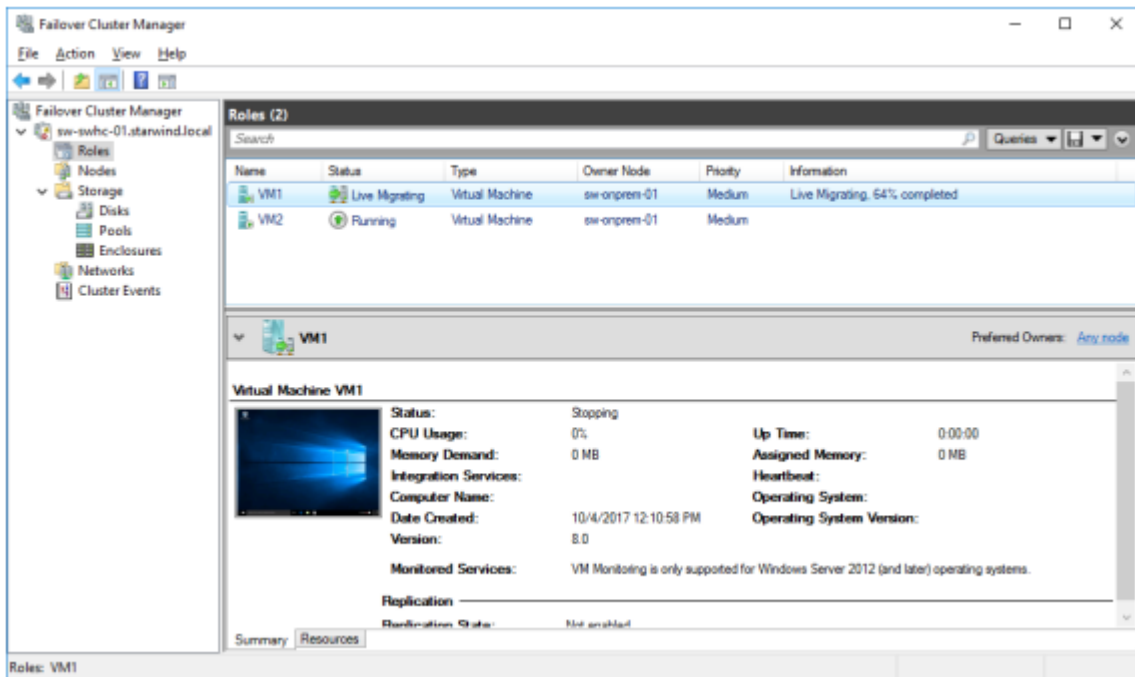 Failover Cluster Manager
File Action View Help
Failover Cluster Manager
sw-swhc-01.starwind.local
Roles
Nodes
Storage
Disks
Pools
Enclosures
Networks
Cluster Events
Roles (2)
Search
Queries
Name Status Type Owner Node Priority Information
VM1 Live Migrating Virtual Machine sw-onprem-01 Medium Live Migrating, 64% completed
VM2 Running Virtual Machine sw-onprem-01 Medium
VM1 Preferred Owners: Any node
Virtual Machine VM1
Status: Stopping
CPU Usage: 0% Up Time: 0:00:00
Memory Demand: 0 MB Assigned Memory: 0 MB
Integration Services: Heartbeat:
Computer Name: Operating System:
Date Created: 10/4/2017 12:10:58 PM Operating System Version:
Version: 8.0
Monitored Services: VM Monitoring is only supported for Windows Server 2012 (and later) operating systems.
Replication
Replication State: Not enabled
Summary Resources
Roles: VM1